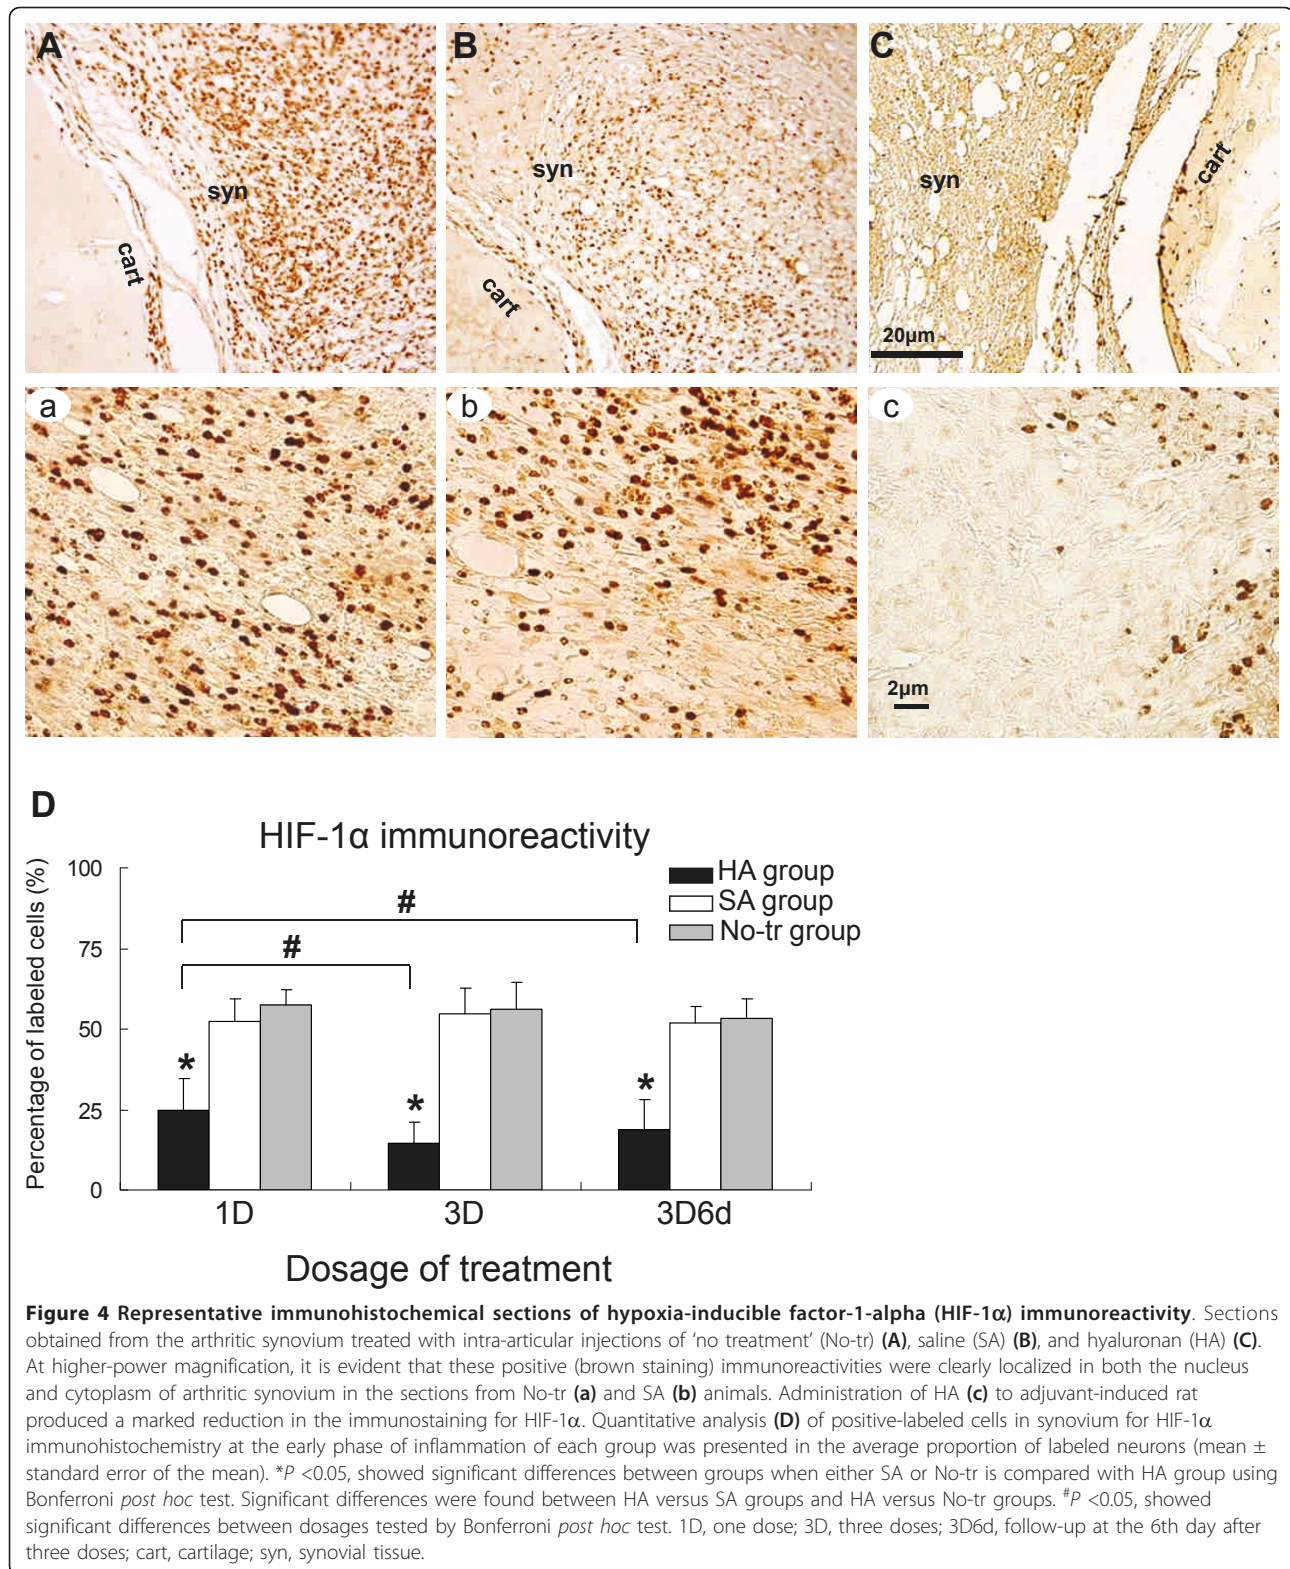 A
B
C
syn
syn
syn
cart
cart
cart
20µm
a
b
c
2µm
D
HIF-1α immunoreactivity
HA group
SA group
No-tr group
Percentage of labeled cells (%)
100
75
50
25
0
#
#
*
*
*
1D
3D
3D6d
Dosage of treatment
Figure 4 Representative immunohistochemical sections of hypoxia-inducible factor-1-alpha (HIF-1α) immunoreactivity. Sections
obtained from the arthritic synovium treated with intra-articular injections of ‘no treatment’ (No-tr) (A), saline (SA) (B), and hyaluronan (HA) (C).
At higher-power magnification, it is evident that these positive (brown staining) immunoreactivities were clearly localized in both the nucleus
and cytoplasm of arthritic synovium in the sections from No-tr (a) and SA (b) animals. Administration of HA (c) to adjuvant-induced rat
produced a marked reduction in the immunostaining for HIF-1α. Quantitative analysis (D) of positive-labeled cells in synovium for HIF-1α
immunohistochemistry at the early phase of inflammation of each group was presented in the average proportion of labeled neurons (mean ±
standard error of the mean). *P <0.05, showed significant differences between groups when either SA or No-tr is compared with HA group using
Bonferroni post hoc test. Significant differences were found between HA versus SA groups and HA versus No-tr groups. #P <0.05, showed
significant differences between dosages tested by Bonferroni post hoc test. 1D, one dose; 3D, three doses; 3D6d, follow-up at the 6th day after
three doses; cart, cartilage; syn, synovial tissue.